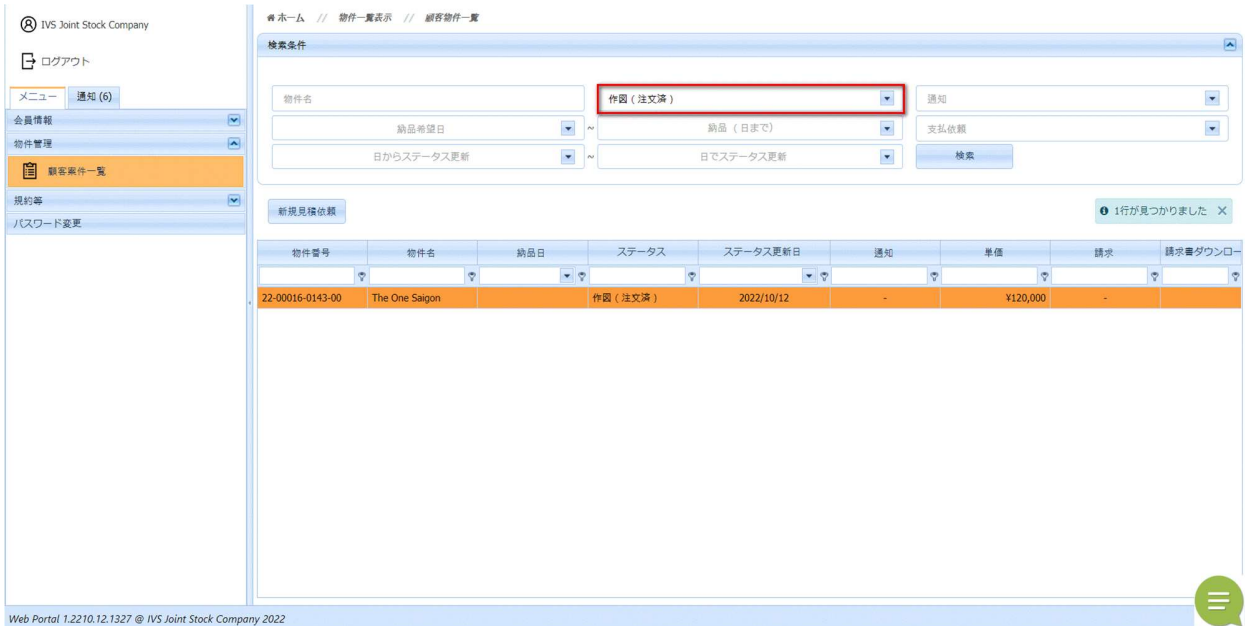 IVS Joint Stock Company
ログアウト
メニュー 通知 (6)
会員情報
物件管理
顧客案件一覧
規約等
パスワード変更
ホーム // 物件一覧表示 // 顧客物件一覧
検索条件
物件名 作図（注文済） 通知
納品希望日 ~ 納品（日まで） 支払依頼
日からステータス更新 ~ 日でステータス更新 検索
新規見積依頼 1行が見つかりました
物件番号 物件名 納品日 ステータス ステータス更新日 通知 単価 請求 請求書ダウンロー
22-00016-0143-00 The One Saigon 作図（注文済） 2022/10/12 - ¥120,000 -
Web Portal 1.2210.12.1327 @ IVS Joint Stock Company 2022